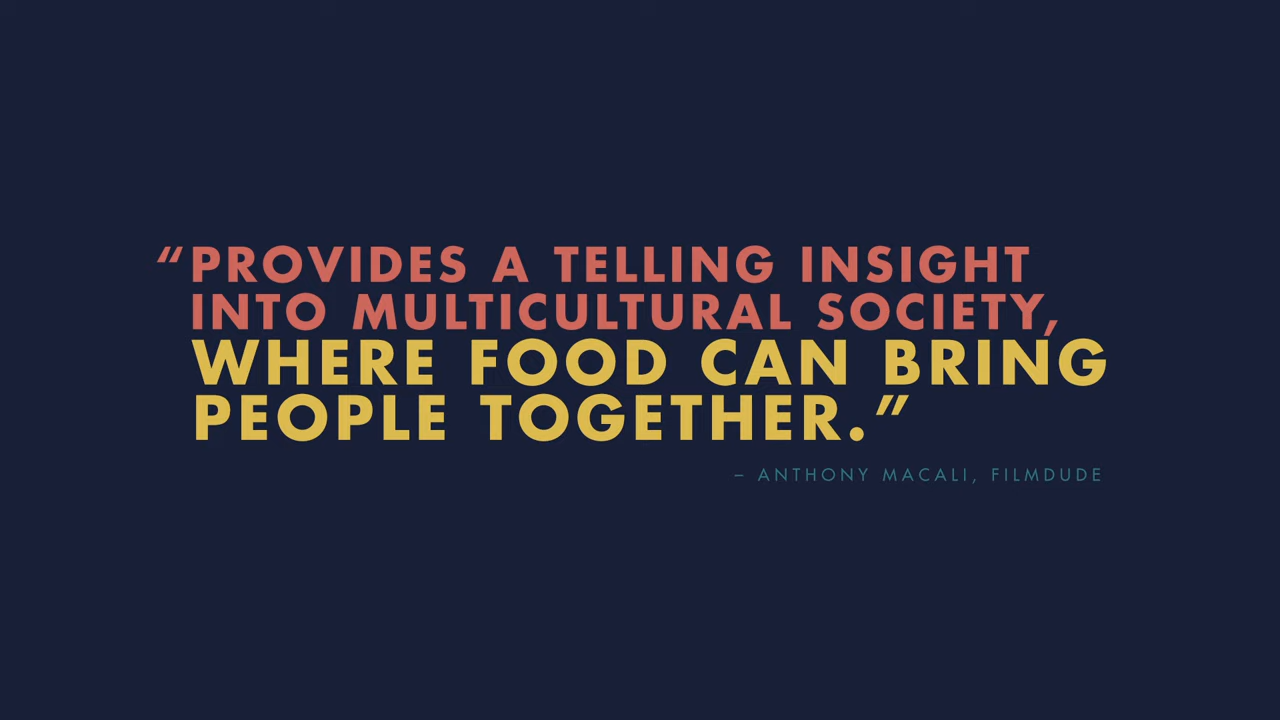 “PROVIDES A TELLING INSIGHT
INTO MULTICULTURAL SOCIETY,
WHERE FOOD CAN BRING
PEOPLE TOGETHER.”
– ANTHONY MACALI, FILMDUDE